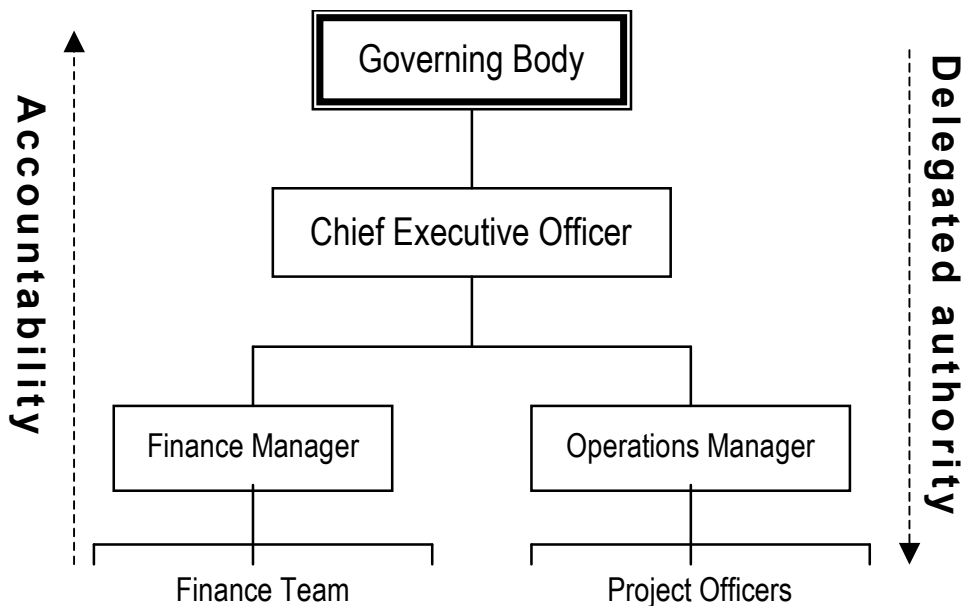 Governing Body
Accountability
Delegated authority
Chief Executive Officer
Finance Manager
Operations Manager
Finance Team
Project Officers